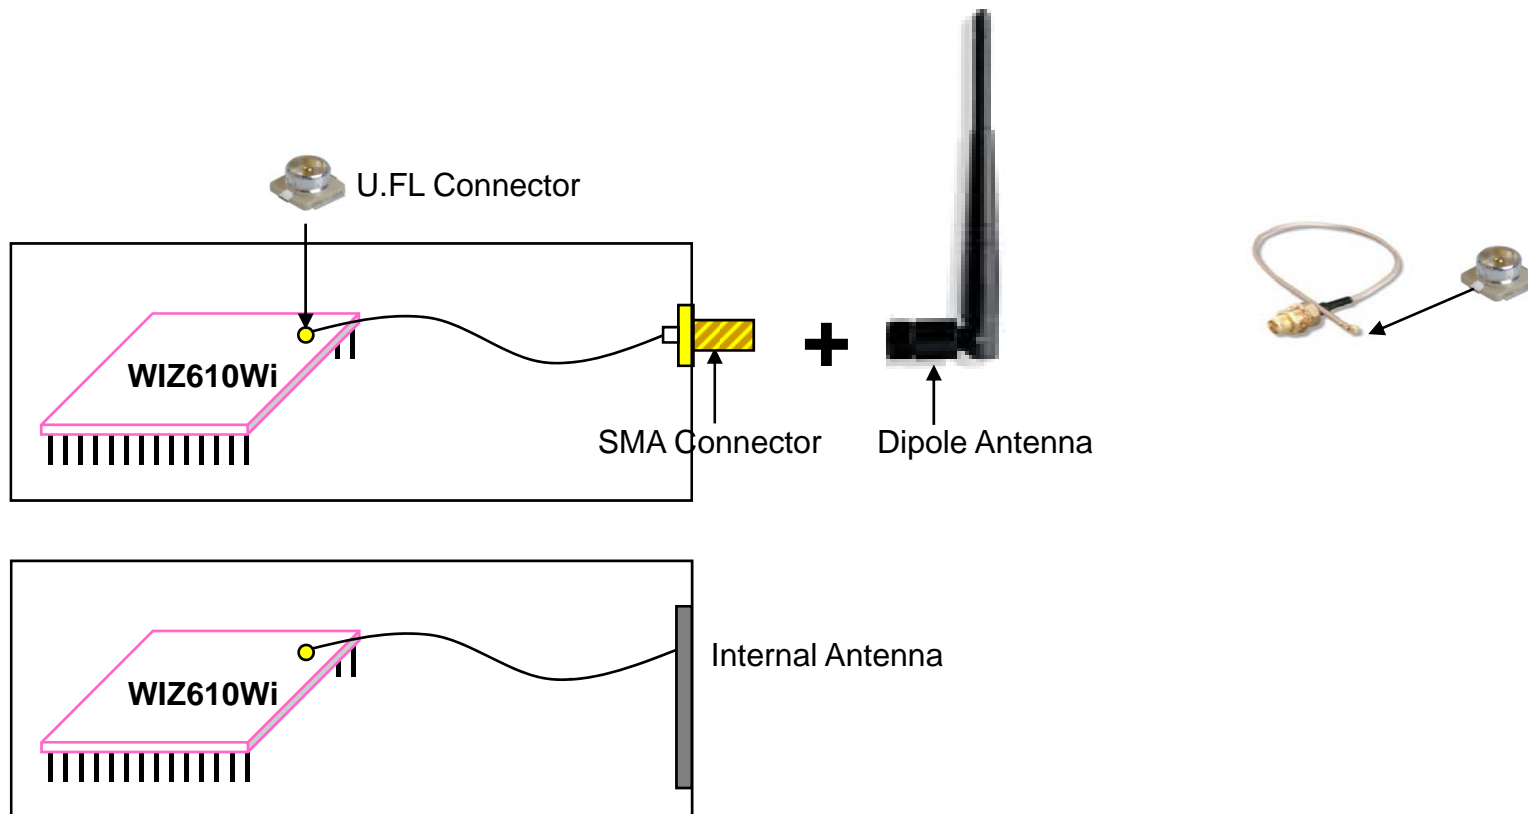 U.FL Connector
WIZ610Wi
SMA Connector
Dipole Antenna
WIZ610Wi
Internal Antenna